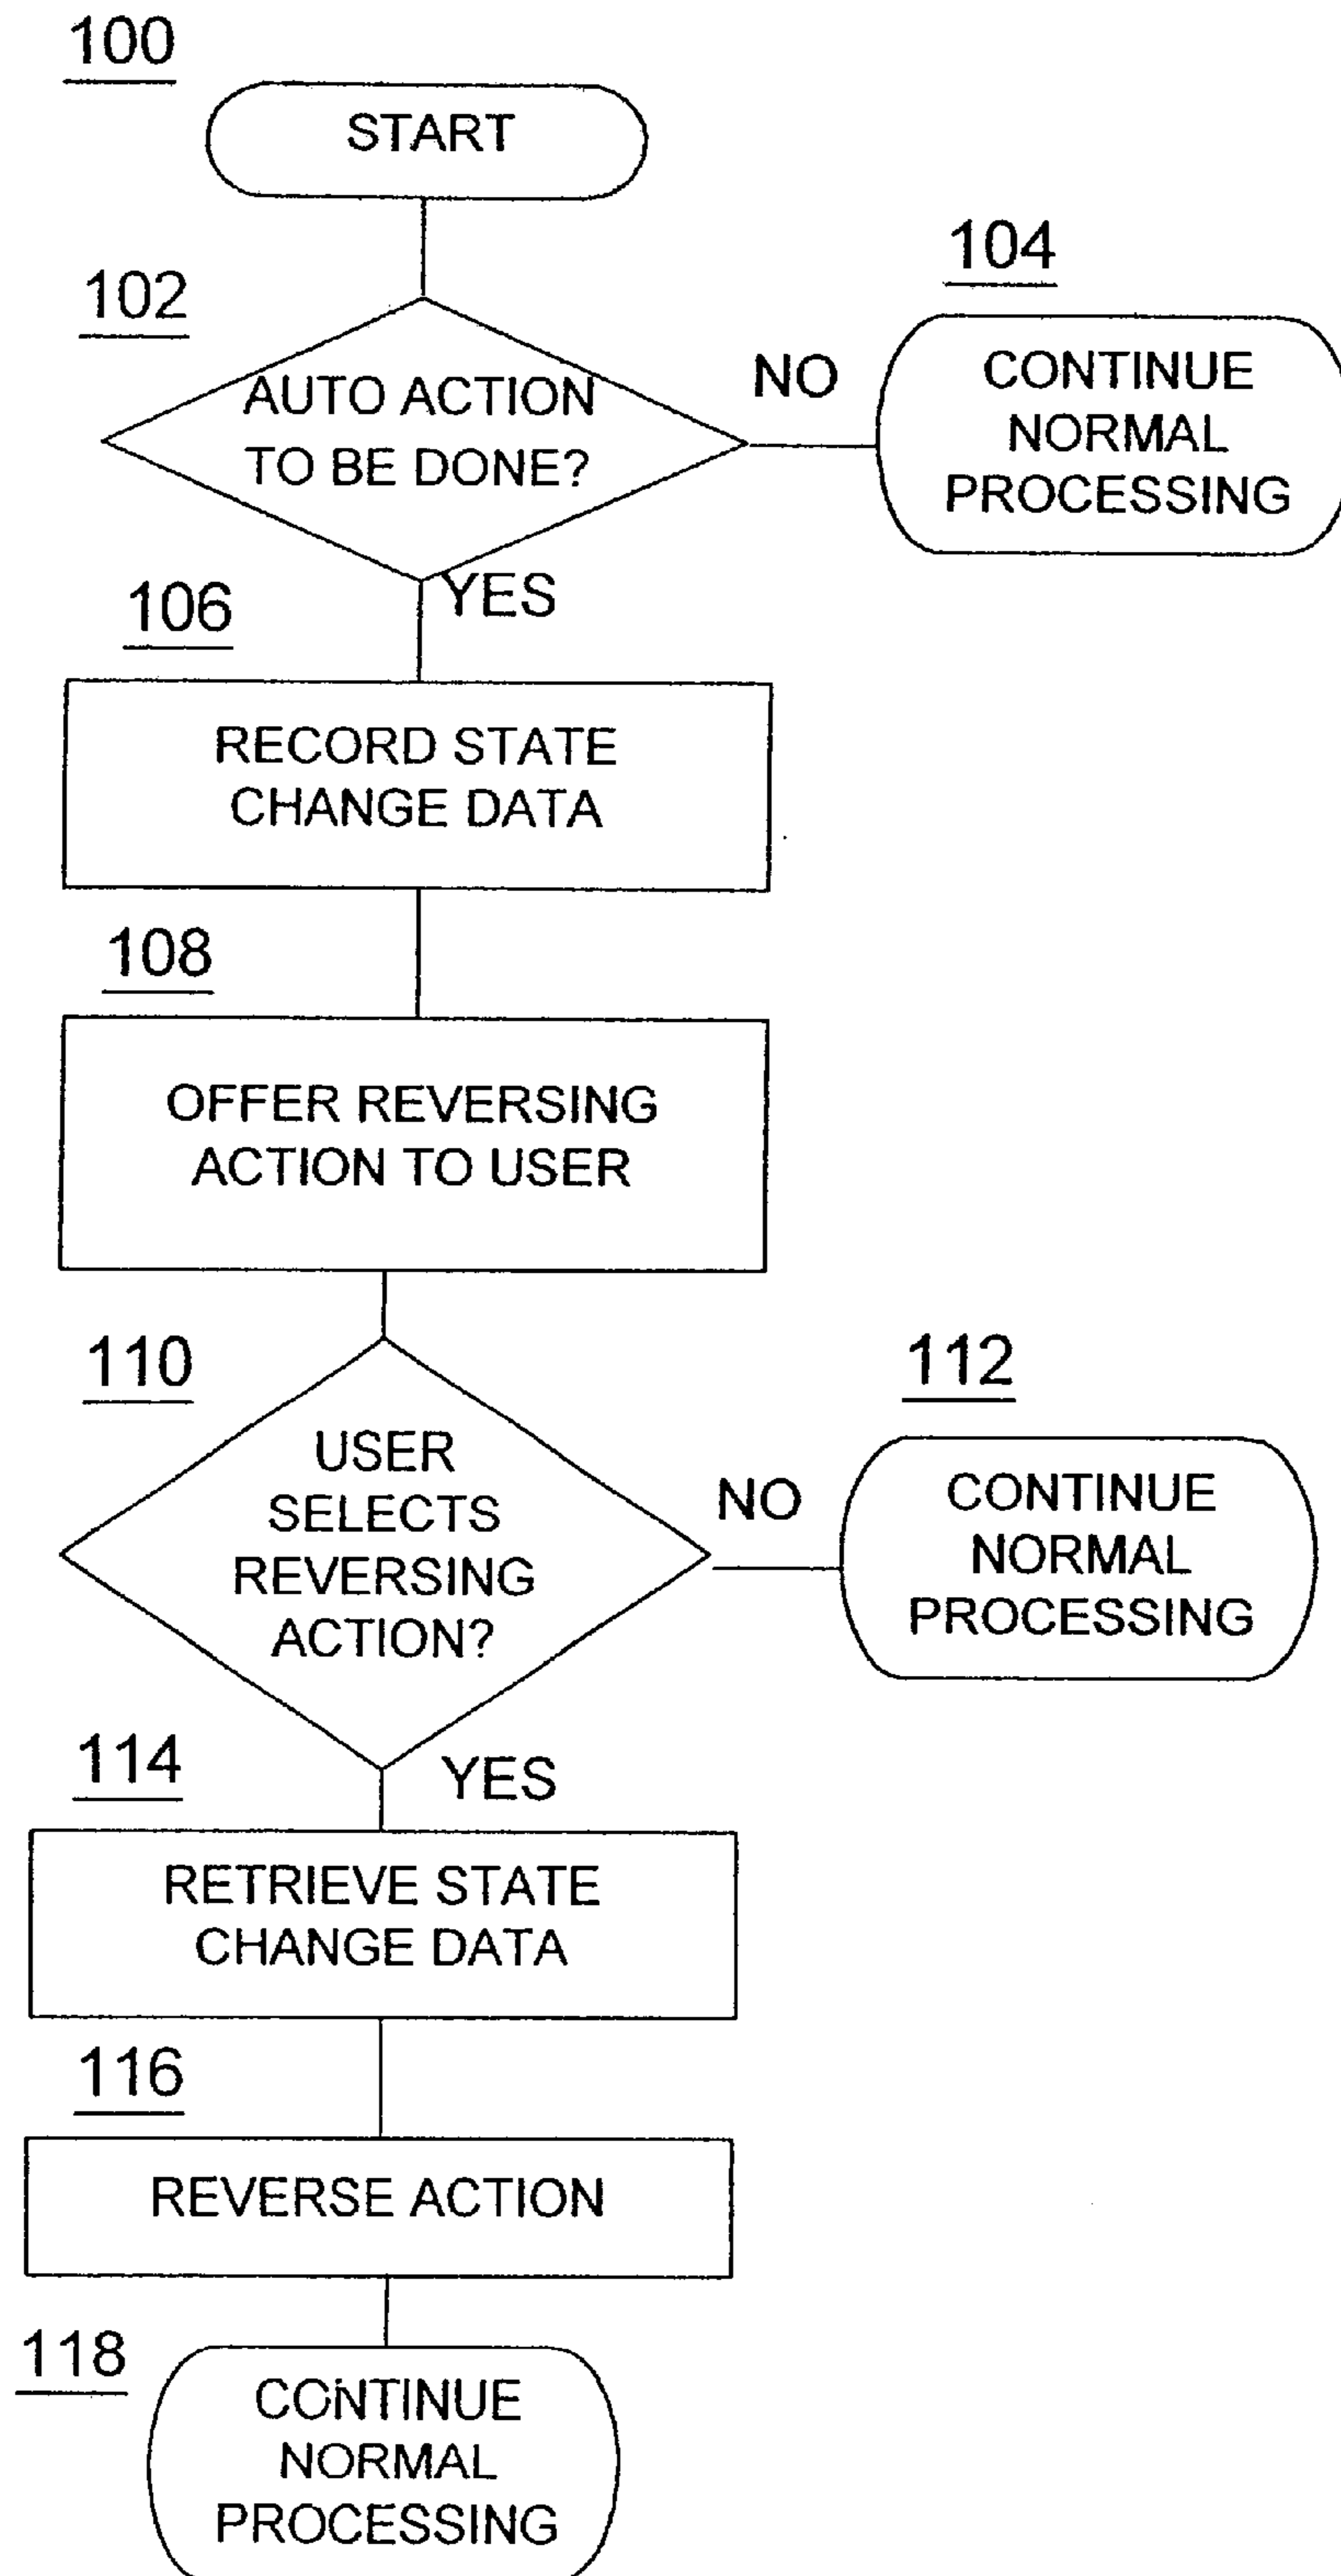 100
START
102
104
AUTO ACTION
TO BE DONE?
NO
CONTINUE
NORMAL
PROCESSING
YES
106
RECORD STATE
CHANGE DATA
108
OFFER REVERSING
ACTION TO USER
110
112
USER
SELECTS
REVERSING
ACTION?
NO
CONTINUE
NORMAL
PROCESSING
YES
114
RETRIEVE STATE
CHANGE DATA
116
REVERSE ACTION
118
CONTINUE
NORMAL
PROCESSING